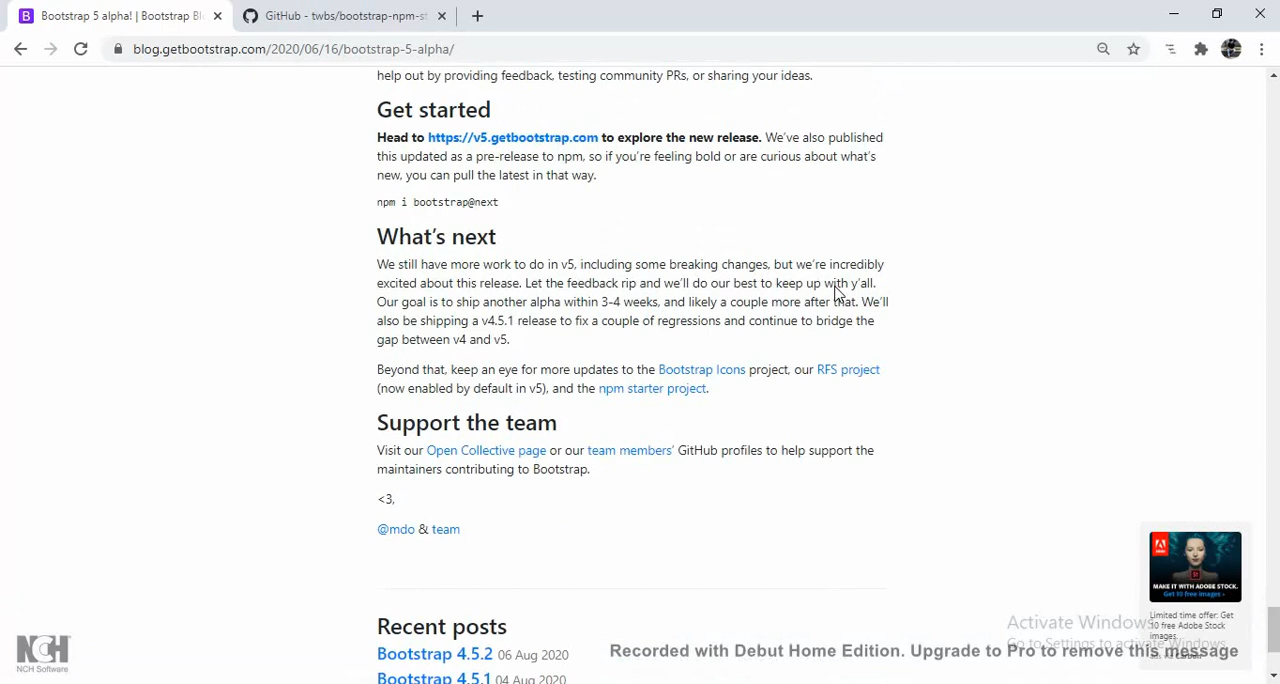 Bootstrap 5 alpha! | Bootstrap Bl
GitHub - twbs/bootstrap-npm-st
blog.getbootstrap.com/2020/06/16/bootstrap-5-alpha/
help out by providing feedback, testing community PRs, or sharing your ideas.
Get started
Head to https://v5.getbootstrap.com to explore the new release. We've also published
this updated as a pre-release to npm, so if you're feeling bold or are curious about what's
new, you can pull the latest in that way.
npm i bootstrap@next
What's next
We still have more work to do in v5, including some breaking changes, but we're incredibly
excited about this release. Let the feedback rip and we'll do our best to keep up with y'all.
Our goal is to ship another alpha within 3-4 weeks, and likely a couple more after that. We'll
also be shipping a v4.5.1 release to fix a couple of regressions and continue to bridge the
gap between v4 and v5.
Beyond that, keep an eye for more updates to the Bootstrap Icons project, our RFS project
(now enabled by default in v5), and the npm starter project.
Support the team
Visit our Open Collective page or our team members' GitHub profiles to help support the
maintainers contributing to Bootstrap.
<3,
@mdo & team
MAKE IT WITH ADOBE STOCK.
Get 10 free images ›
Limited time offer: Get
10 free Adobe Stock
images.
Recent posts
Bootstrap 4.5.2 06 Aug 2020
Bootstrap 4.5.1 04 Aug 2020
Activate Windows
Go to Settings to activate Windows.
Recorded with Debut Home Edition. Upgrade to Pro to remove this message
NCH
NCH Software